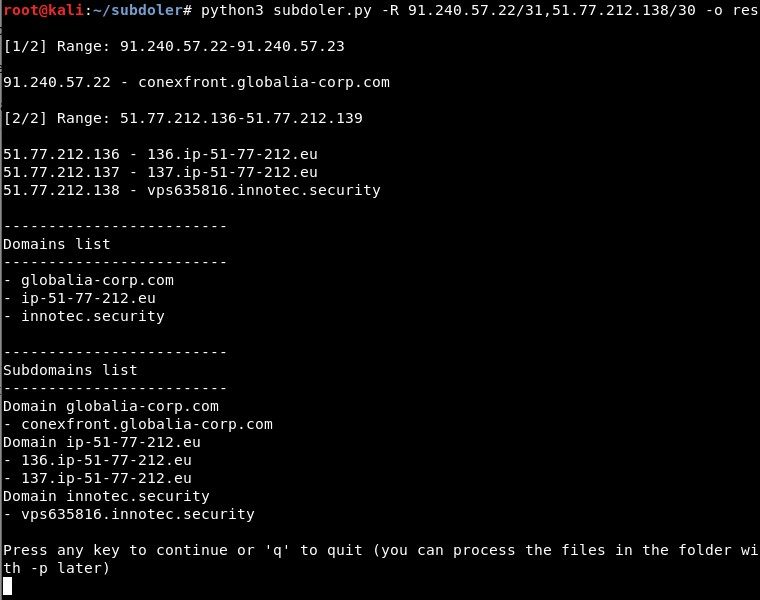 root@kali:~/subdoler# python3 subdoler.py -R 91.240.57.22/31,51.77.212.138/30 -o res
[1/2] Range: 91.240.57.22-91.240.57.23
91.240.57.22 - conexfront.globalia-corp.com
[2/2] Range: 51.77.212.136-51.77.212.139
51.77.212.136 - 136.ip-51-77-212.eu
51.77.212.137 - 137.ip-51-77-212.eu
51.77.212.138 - vps635816.innotec.security
-------------------------
Domains list
-------------------------
- globalia-corp.com
- ip-51-77-212.eu
- innotec.security
-------------------------
Subdomains list
-------------------------
Domain globalia-corp.com
- conexfront.globalia-corp.com
Domain ip-51-77-212.eu
- 136.ip-51-77-212.eu
- 137.ip-51-77-212.eu
Domain innotec.security
- vps635816.innotec.security
Press any key to continue or 'q' to quit (you can process the files in the folder wi
th -p later)